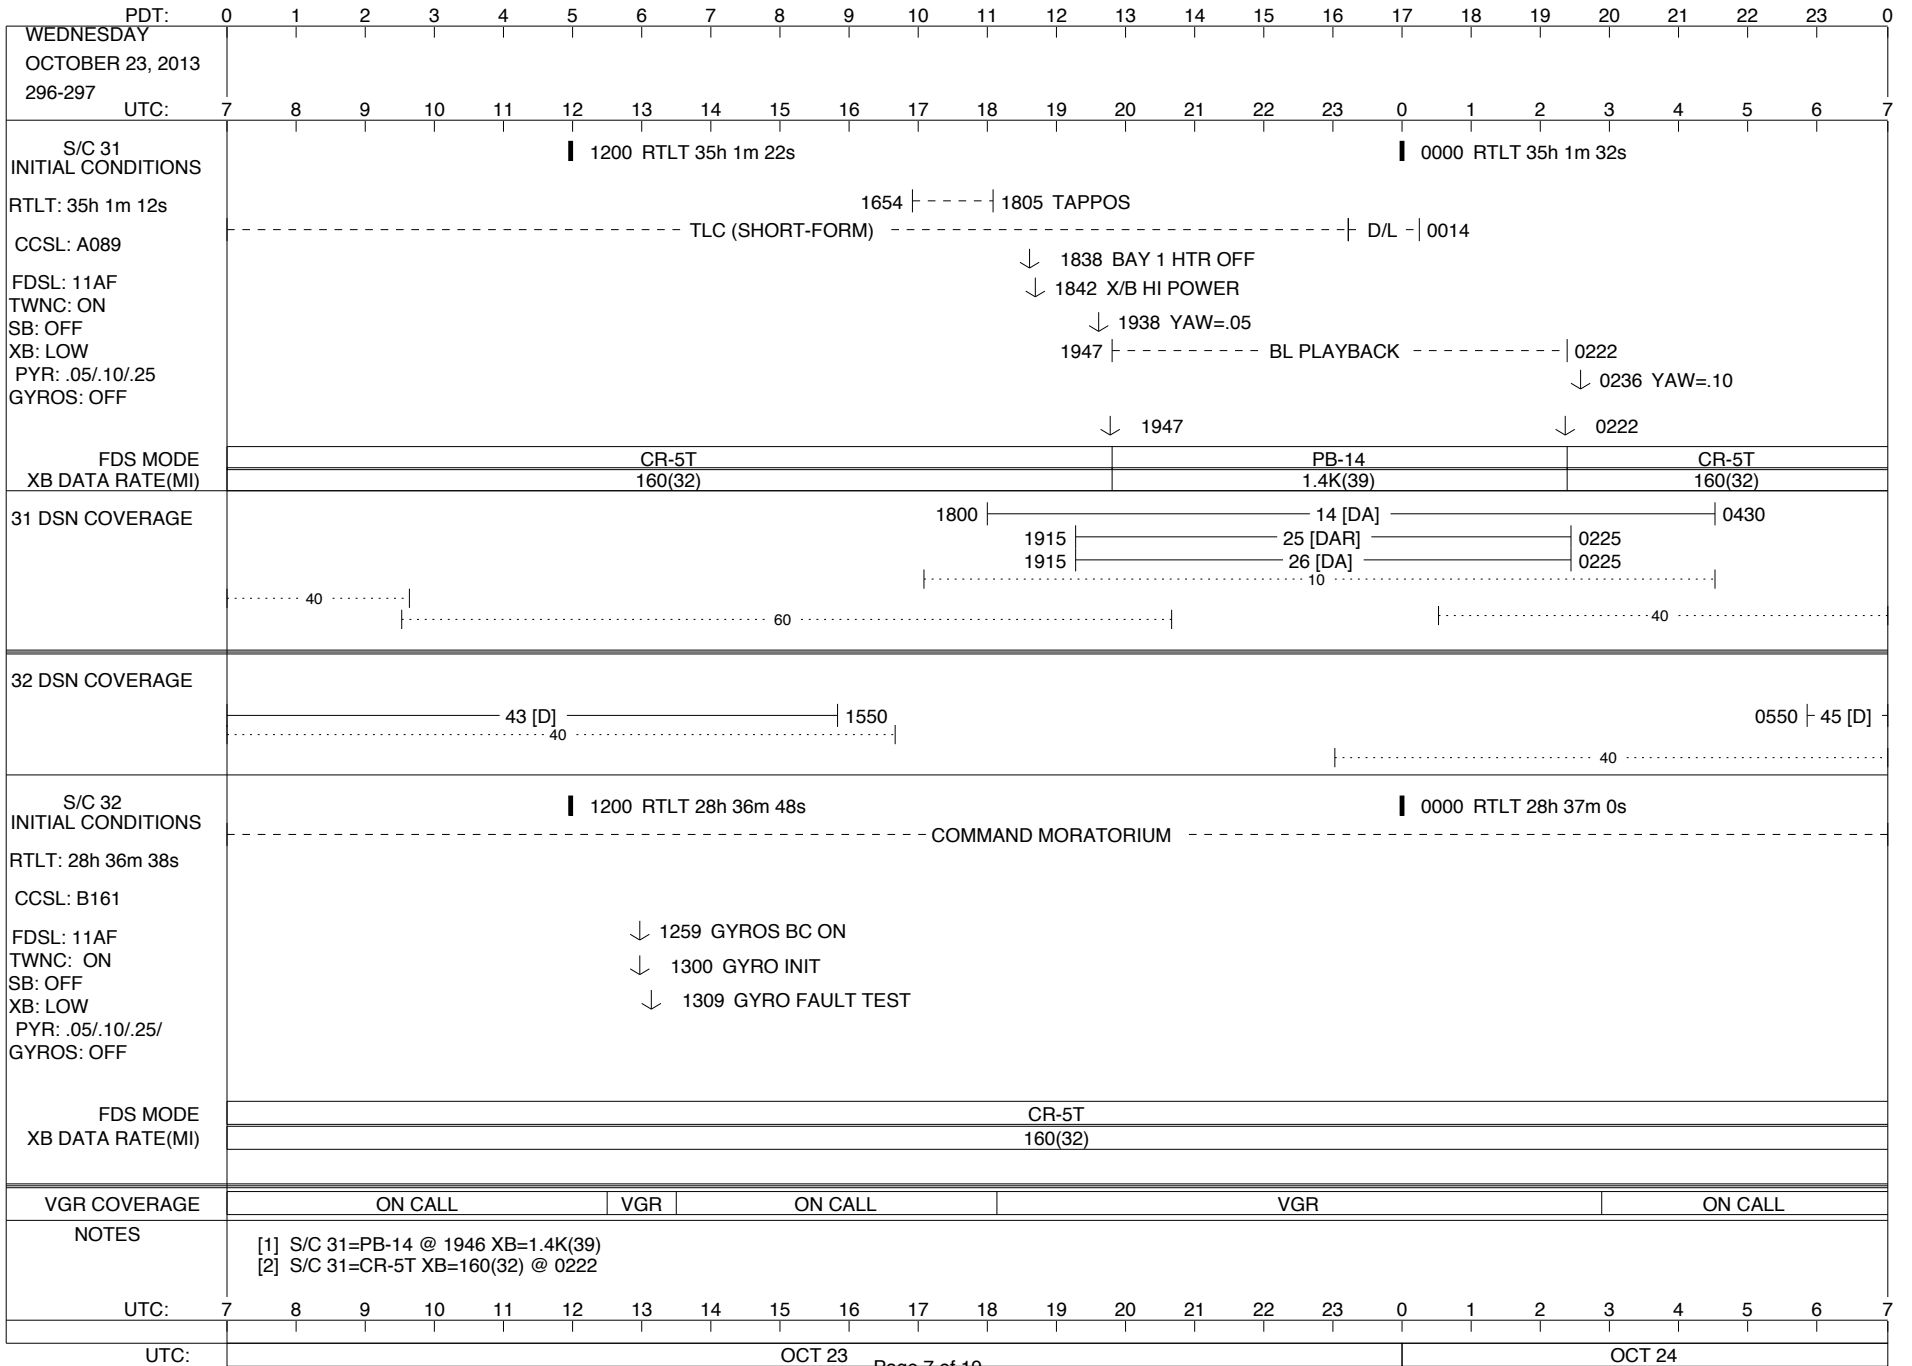 PDT: 0 1 2 3 4 5 6 7 8 9 10 11 12 13 14 15 16 17 18 19 20 21 22 23 0
WEDNESDAY
OCTOBER 23, 2013
296-297
UTC: 7 8 9 10 11 12 13 14 15 16 17 18 19 20 21 22 23 0 1 2 3 4 5 6 7
S/C 31
INITIAL CONDITIONS
1200 RTLT 35h 1m 22s
0000 RTLT 35h 1m 32s
RTLT: 35h 1m 12s
1654 1805 TAPPOS
TLC (SHORT-FORM) D/L 0014
CCSL: A089
1838 BAY 1 HTR OFF
FDSL: 11AF
1842 X/B HI POWER
TWNC: ON
SB: OFF
1938 YAW=.05
XB: LOW
1947 BL PLAYBACK 0222
PYR: .05/.10/.25
0236 YAW=.10
GYROS: OFF
1947 0222
FDS MODE CR-5T PB-14 CR-5T
XB DATA RATE(MI) 160(32) 1.4K(39) 160(32)
31 DSN COVERAGE
1800 14 [DA] 0430
1915 25 [DAR] 0225
1915 26 [DA] 0225
10
40
60 40
32 DSN COVERAGE
43 [D] 1550 0550 45 [D]
40
40
S/C 32
INITIAL CONDITIONS
1200 RTLT 28h 36m 48s
0000 RTLT 28h 37m 0s
COMMAND MORATORIUM
RTLT: 28h 36m 38s
CCSL: B161
1259 GYROS BC ON
FDSL: 11AF
TWNC: ON
1300 GYRO INIT
SB: OFF
XB: LOW
1309 GYRO FAULT TEST
PYR: .05/.10/.25/
GYROS: OFF
FDS MODE CR-5T
XB DATA RATE(MI) 160(32)
VGR COVERAGE ON CALL VGR ON CALL VGR ON CALL
NOTES
[1] S/C 31=PB-14 @ 1946 XB=1.4K(39)
[2] S/C 31=CR-5T XB=160(32) @ 0222
UTC: 7 8 9 10 11 12 13 14 15 16 17 18 19 20 21 22 23 0 1 2 3 4 5 6 7
UTC: OCT 23 OCT 24
Page 7 of 19